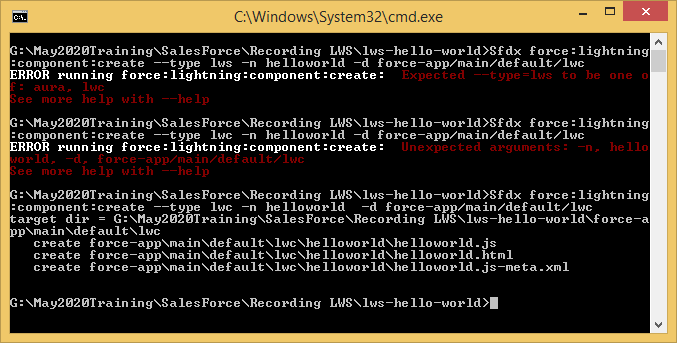 C:\Windows\System32\cmd.exe
G:\May2020Training\SalesForce\Recording LWS\lws-hello-world>Sfdx force:lightning
:component:create --type lws -n helloworld -d force-app/main/default/lwc
ERROR running force:lightning:component:create:  Expected --type=lws to be one o
f: aura, lwc
See more help with --help
G:\May2020Training\SalesForce\Recording LWS\lws-hello-world>Sfdx force:lightning
:component:create --type lwc -n helloworld -d force-app/main/default/lwc
ERROR running force:lightning:component:create:  Unexpected arguments: -n, hello
world, -d, force-app/main/default/lwc
See more help with --help
G:\May2020Training\SalesForce\Recording LWS\lws-hello-world>Sfdx force:lightning
:component:create --type lwc -n helloworld  -d force-app/main/default/lwc
target dir = G:\May2020Training\SalesForce\Recording LWS\lws-hello-world\force-a
pp\main\default\lwc
create force-app\main\default\lwc\helloworld\helloworld.js
create force-app\main\default\lwc\helloworld\helloworld.html
create force-app\main\default\lwc\helloworld\helloworld.js-meta.xml
G:\May2020Training\SalesForce\Recording LWS\lws-hello-world>